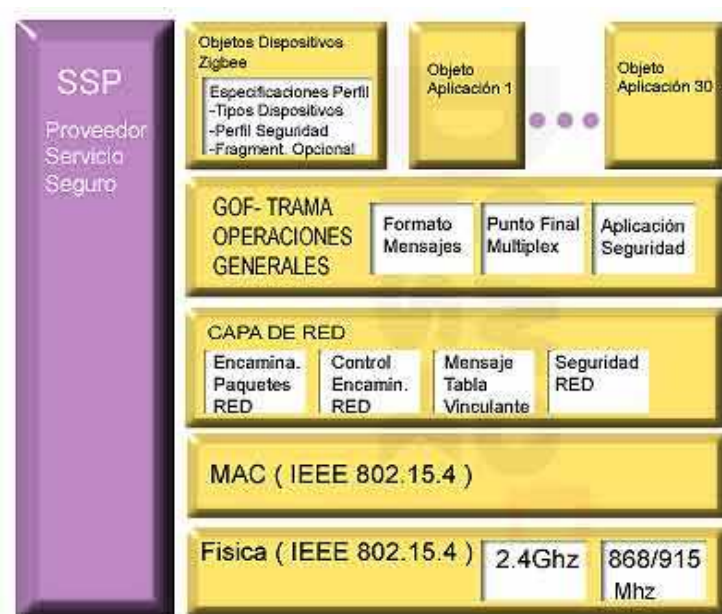 SSP
Proveedor
Servicio
Seguro
Objetos Dispositivos
Zigbee
Especificaciones Perfil
-Tipos Dispositivos
-Perfil Seguridad
-Fragment. Opcional
Objeto
Aplicación 1
Objeto
Aplicación 30
GOF- TRAMA
OPERACIONES
GENERALES
Formato
Mensajes
Punto Final
Multiplex
Aplicación
Seguridad
CAPA DE RED
Encamina.
Paquetes
RED
Control
Encamin.
RED
Mensaje
Tabla
Vinculante
Seguridad
RED
MAC ( IEEE 802.15.4 )
Fisica ( IEEE 802.15.4 )
2.4Ghz
868/915
Mhz